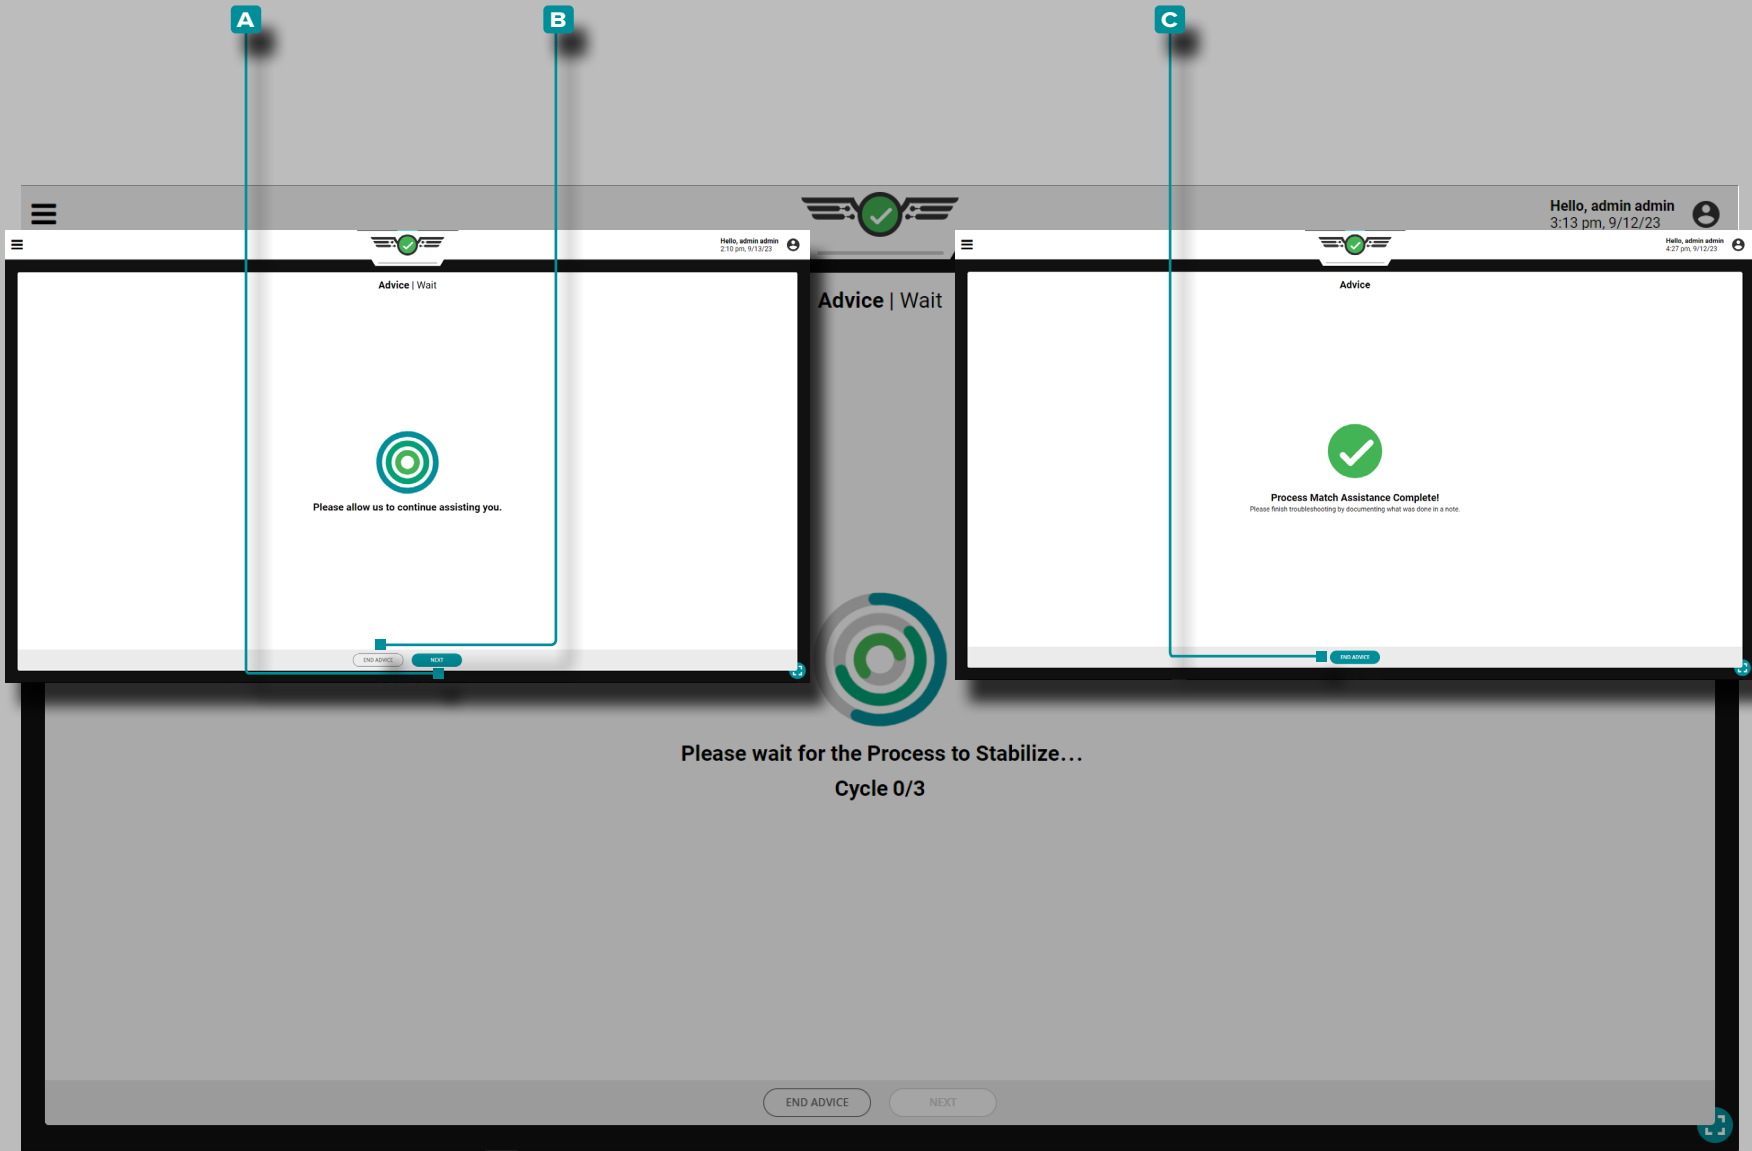 A
B
C
Hello, admin admin
3:13 pm, 9/12/23
Hello, admin admin
2:10 pm, 9/13/23
Advice | Wait
Please allow us to continue assisting you.
END ADVICE
NEXT
Hello, admin admin
4:27 pm, 9/12/23
Advice
Process Match Assistance Complete!
Please finish troubleshooting by documenting what was done in a note.
END ADVICE
Advice | Wait
Please wait for the Process to Stabilize...
Cycle 0/3
END ADVICE
NEXT